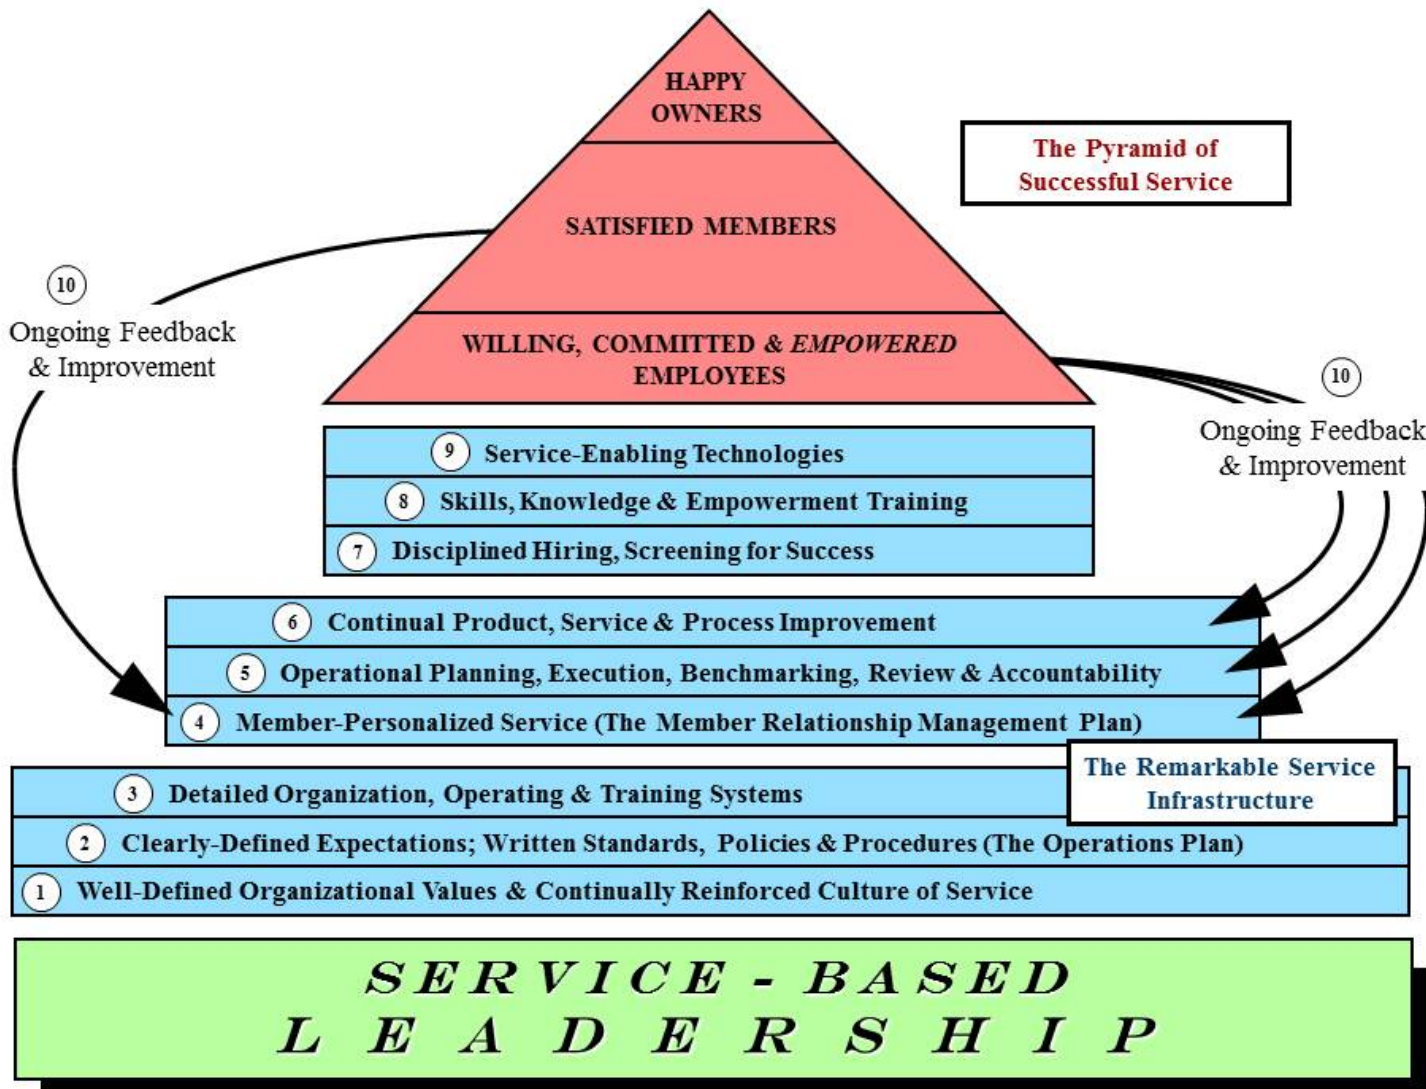 HAPPY
OWNERS
The Pyramid of
Successful Service
SATISFIED MEMBERS
10
Ongoing Feedback
& Improvement
WILLING, COMMITTED & EMPOWERED
EMPLOYEES
10
Ongoing Feedback
& Improvement
9 Service-Enabling Technologies
8 Skills, Knowledge & Empowerment Training
7 Disciplined Hiring, Screening for Success
6 Continual Product, Service & Process Improvement
5 Operational Planning, Execution, Benchmarking, Review & Accountability
4 Member-Personalized Service (The Member Relationship Management Plan)
The Remarkable Service
Infrastructure
3 Detailed Organization, Operating & Training Systems
2 Clearly-Defined Expectations; Written Standards, Policies & Procedures (The Operations Plan)
1 Well-Defined Organizational Values & Continually Reinforced Culture of Service
SERVICE-BASED
LEADERSHIP